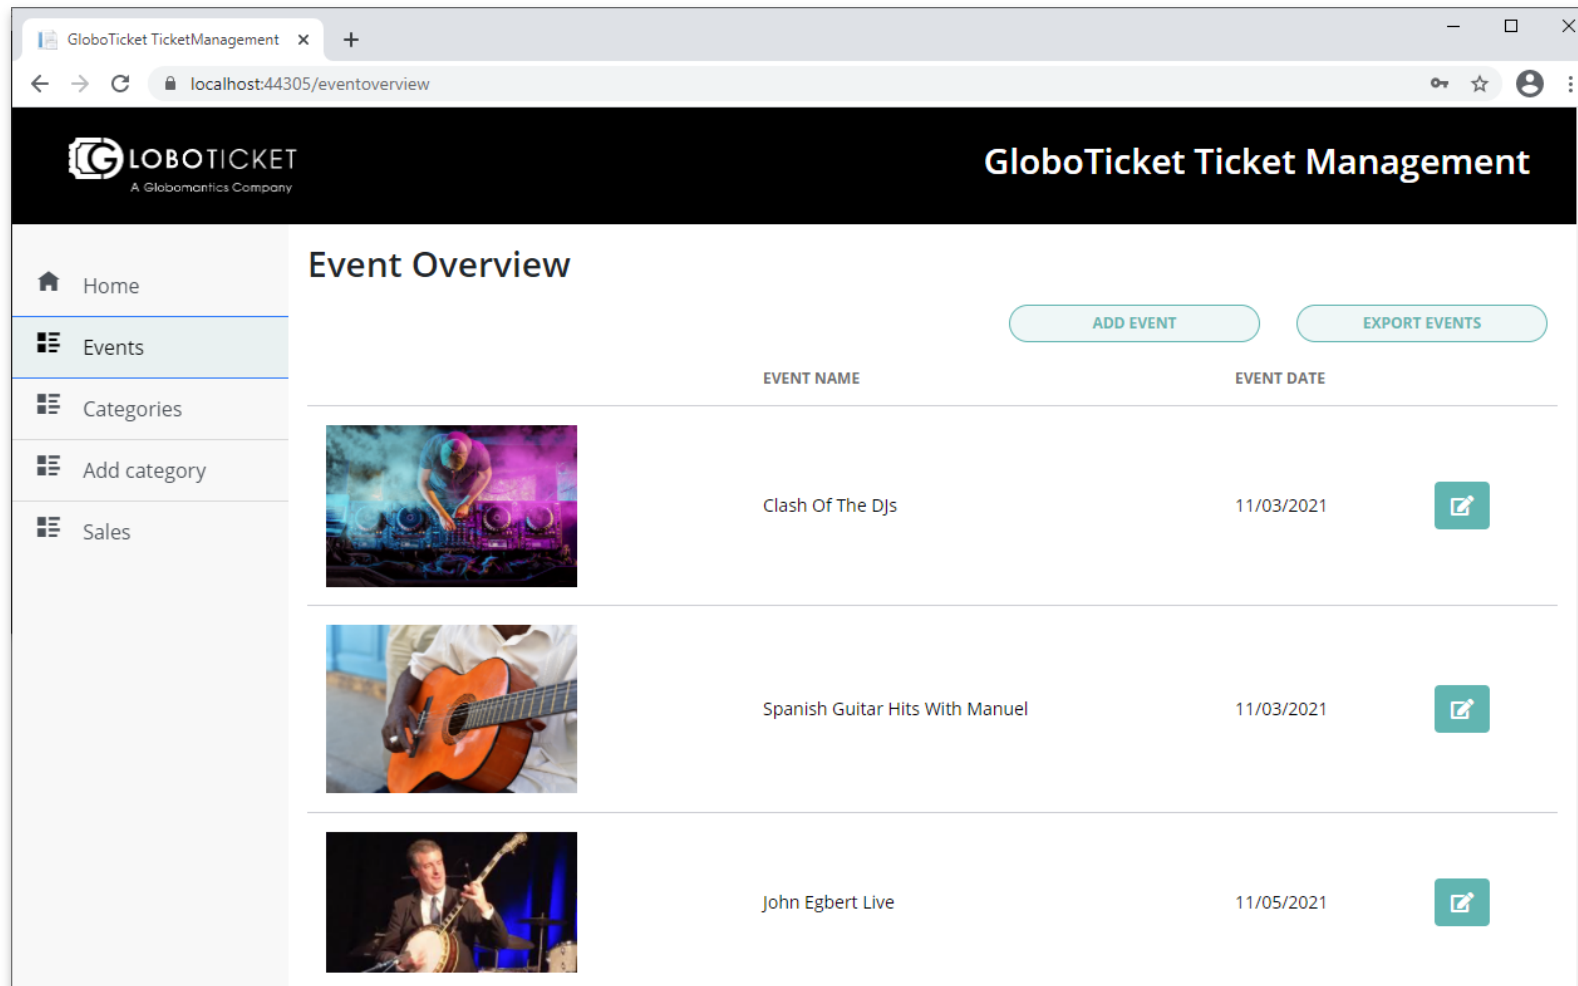 GloboTicket TicketManagement
localhost:44305/eventoverview
GLOBOTICKET
A Globomantics Company
GloboTicket Ticket Management
Home
Events
Categories
Add category
Sales
Event Overview
ADD EVENT
EXPORT EVENTS
EVENT NAME
EVENT DATE
Clash Of The DJs
11/03/2021
Spanish Guitar Hits With Manuel
11/03/2021
John Egbert Live
11/05/2021